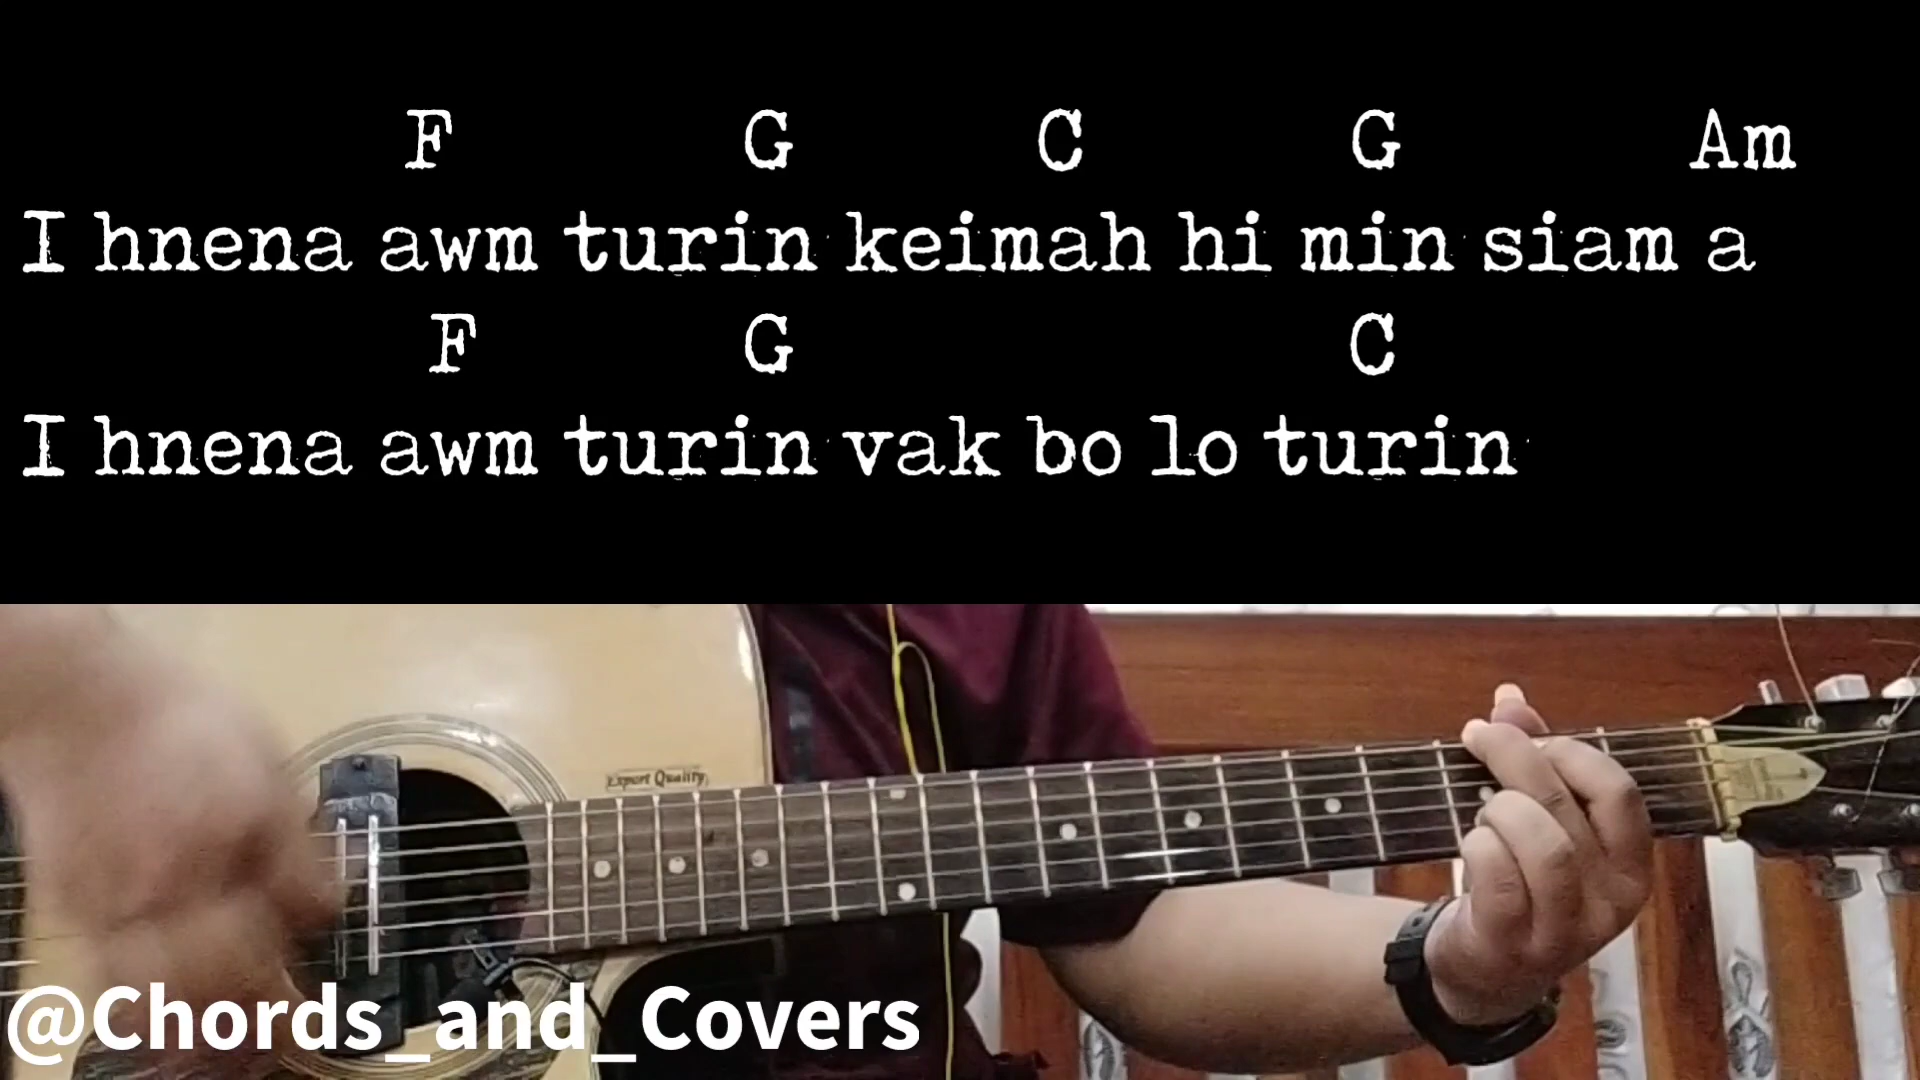 F G C G Am
I hnena awm turin keimah hi min siam a
F G C
I hnena awm turin vak bo lo turin
Export Quality
@Chords_and_Covers